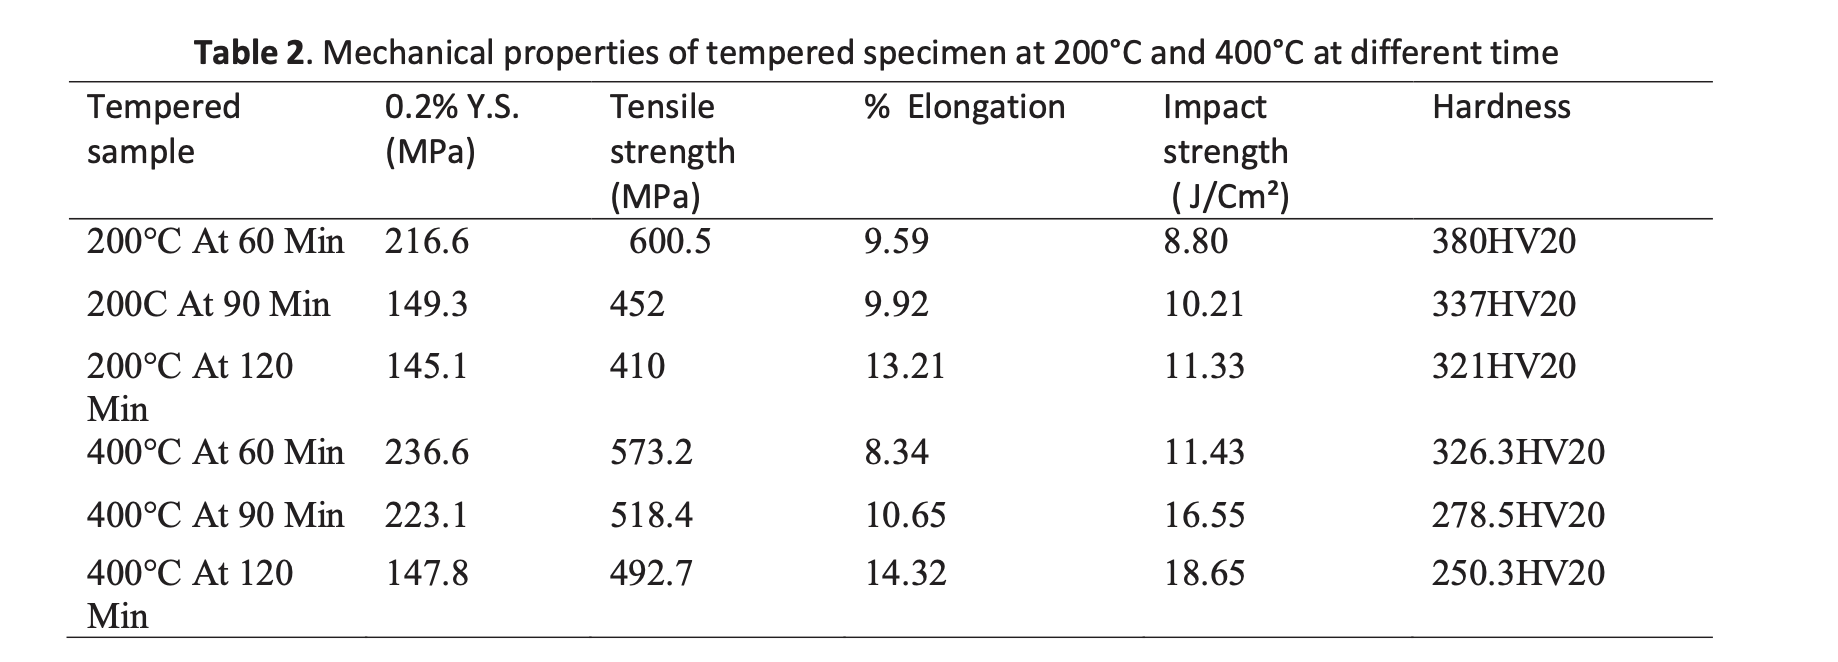 Table 2. Mechanical properties of tempered specimen at 200°C and 400°C at different time
Tempered sample 0.2% Y.S. (MPa) Tensile strength (MPa) % Elongation Impact strength ( J/Cm²) Hardness
200°C At 60 Min 216.6 600.5 9.59 8.80 380HV20
200C At 90 Min 149.3 452 9.92 10.21 337HV20
200°C At 120 Min 145.1 410 13.21 11.33 321HV20
400°C At 60 Min 236.6 573.2 8.34 11.43 326.3HV20
400°C At 90 Min 223.1 518.4 10.65 16.55 278.5HV20
400°C At 120 Min 147.8 492.7 14.32 18.65 250.3HV20